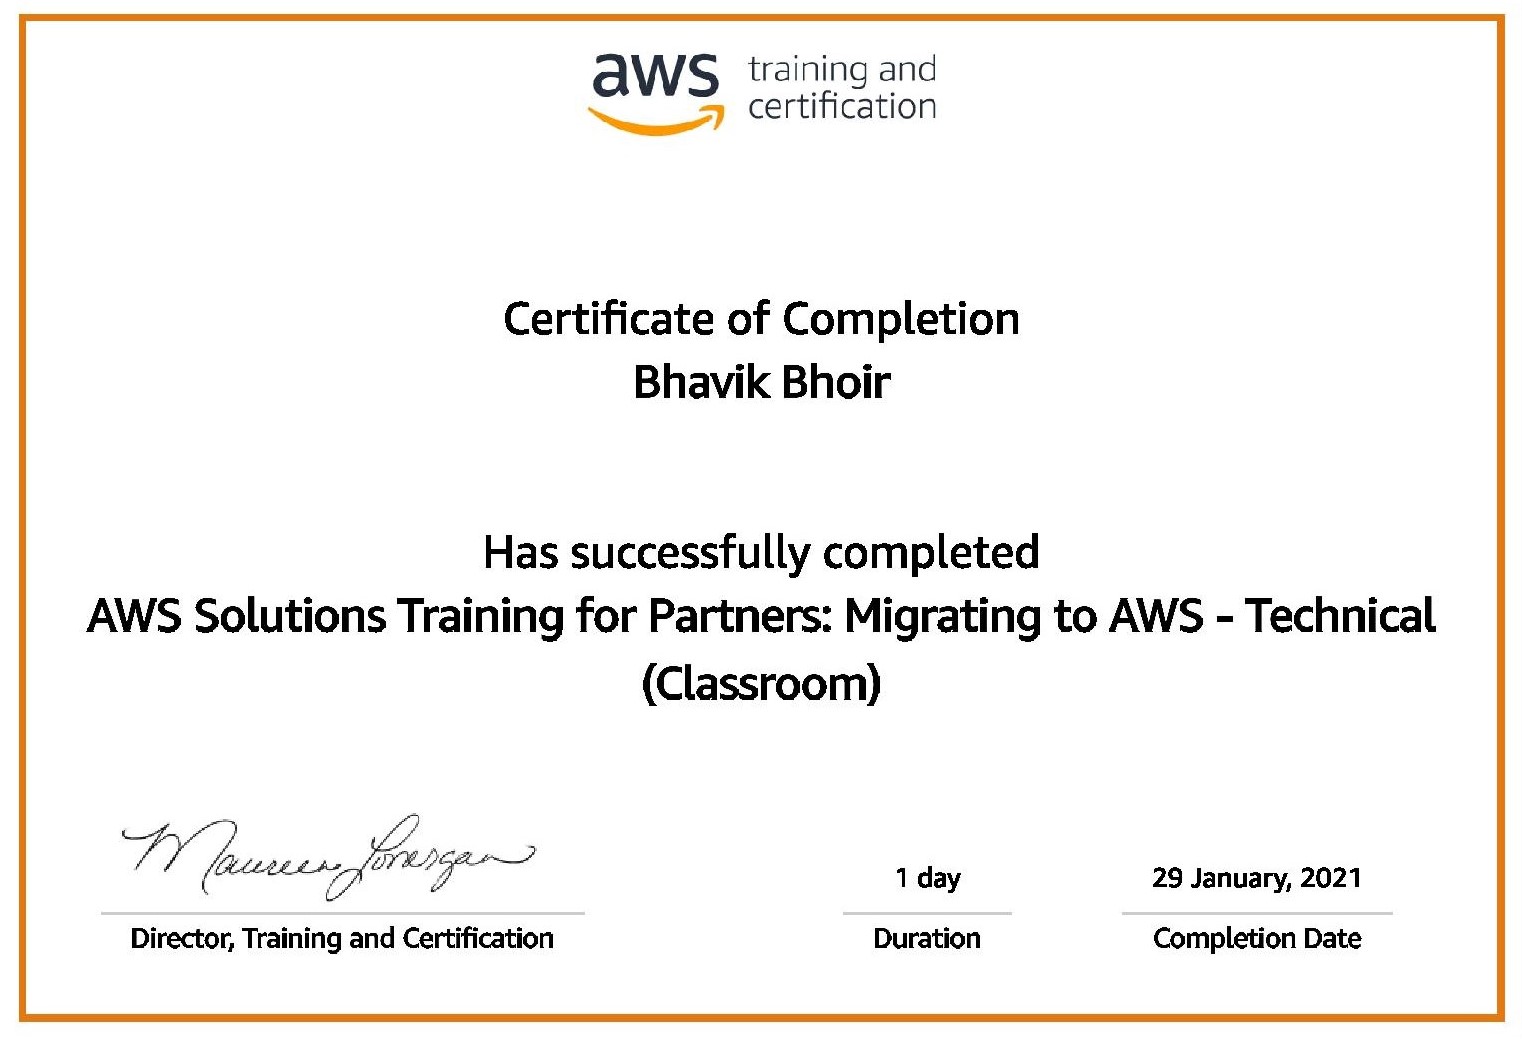 aws training and
certification
Certificate of Completion
Bhavik Bhoir
Has successfully completed
AWS Solutions Training for Partners: Migrating to AWS - Technical
(Classroom)
Maureen Lonergan
1 day
29 January, 2021
Director, Training and Certification
Duration
Completion Date